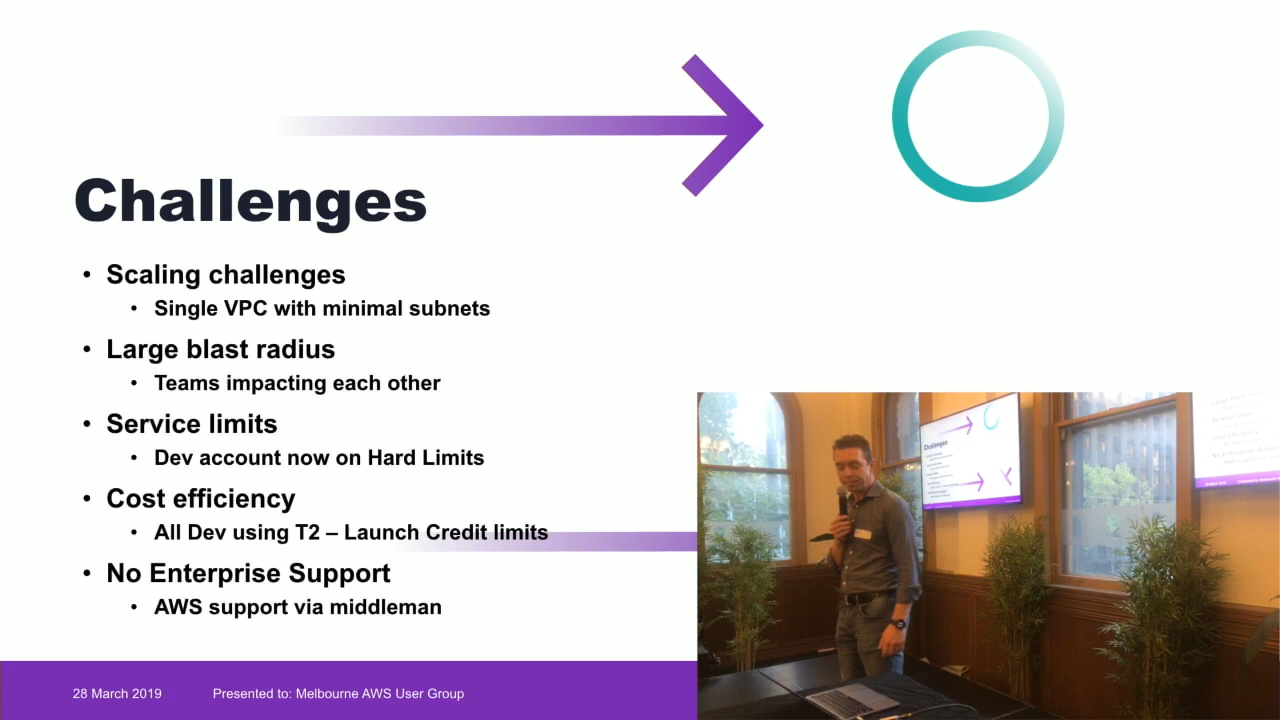 Challenges
• Scaling challenges
• Single VPC with minimal subnets
• Large blast radius
• Teams impacting each other
• Service limits
• Dev account now on Hard Limits
• Cost efficiency
• All Dev using T2 – Launch Credit limits
• No Enterprise Support
• AWS support via middleman
28 March 2019 Presented to: Melbourne AWS User Group
Challenges